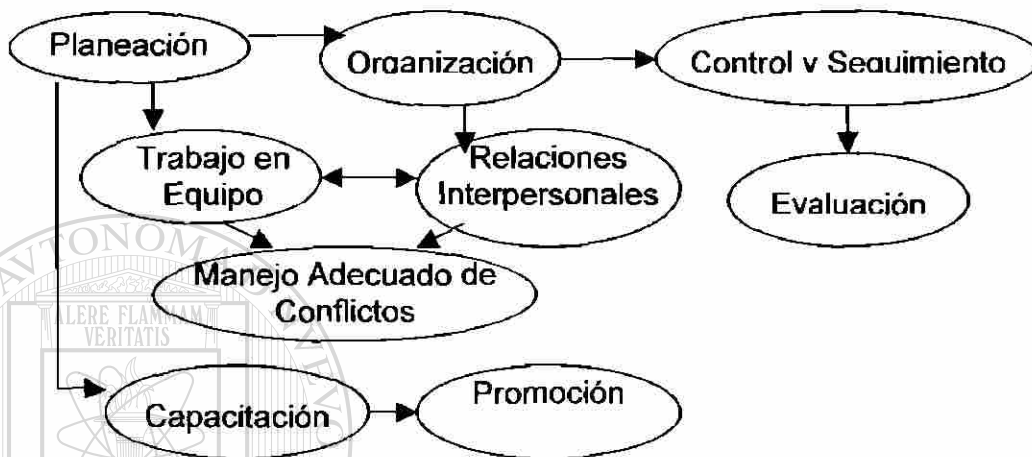 Planeación
Organización
Control y Seguimiento
Trabajo en
Equipo
Relaciones
Interpersonales
Evaluación
Manejo Adecuado de
Conflictos
Capacitación
Promoción
ALERE FLAMMAM
VERITATIS